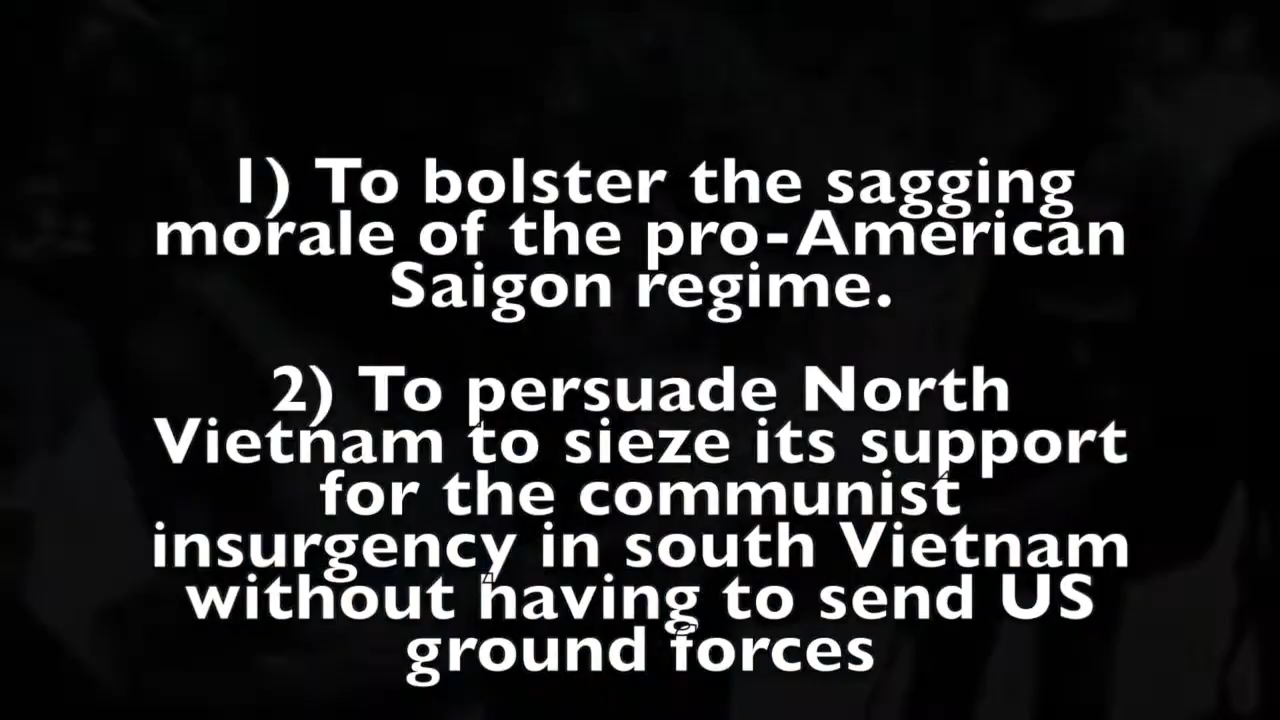 1) To bolster the sagging
morale of the pro-American
Saigon regime.
2) To persuade North
Vietnam to sieze its support
for the communist
insurgency in south Vietnam
without having to send US
ground forces